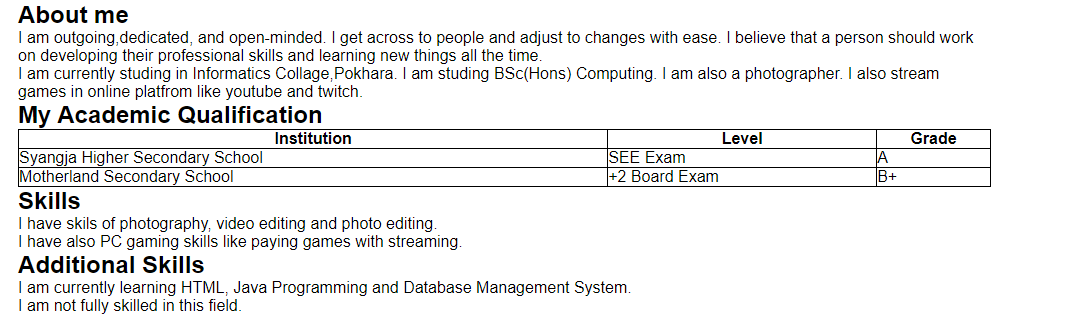 About me
I am outgoing,dedicated, and open-minded. I get across to people and adjust to changes with ease. I believe that a person should work
on developing their professional skills and learning new things all the time.
I am currently studing in Informatics Collage,Pokhara. I am studing BSc(Hons) Computing. I am also a photographer. I also stream
games in online platfrom like youtube and twitch.
My Academic Qualification
Institution Level Grade
Syangja Higher Secondary School SEE Exam A
Motherland Secondary School +2 Board Exam B+
Skills
I have skils of photography, video editing and photo editing.
I have also PC gaming skills like paying games with streaming.
Additional Skills
I am currently learning HTML, Java Programming and Database Management System.
I am not fully skilled in this field.